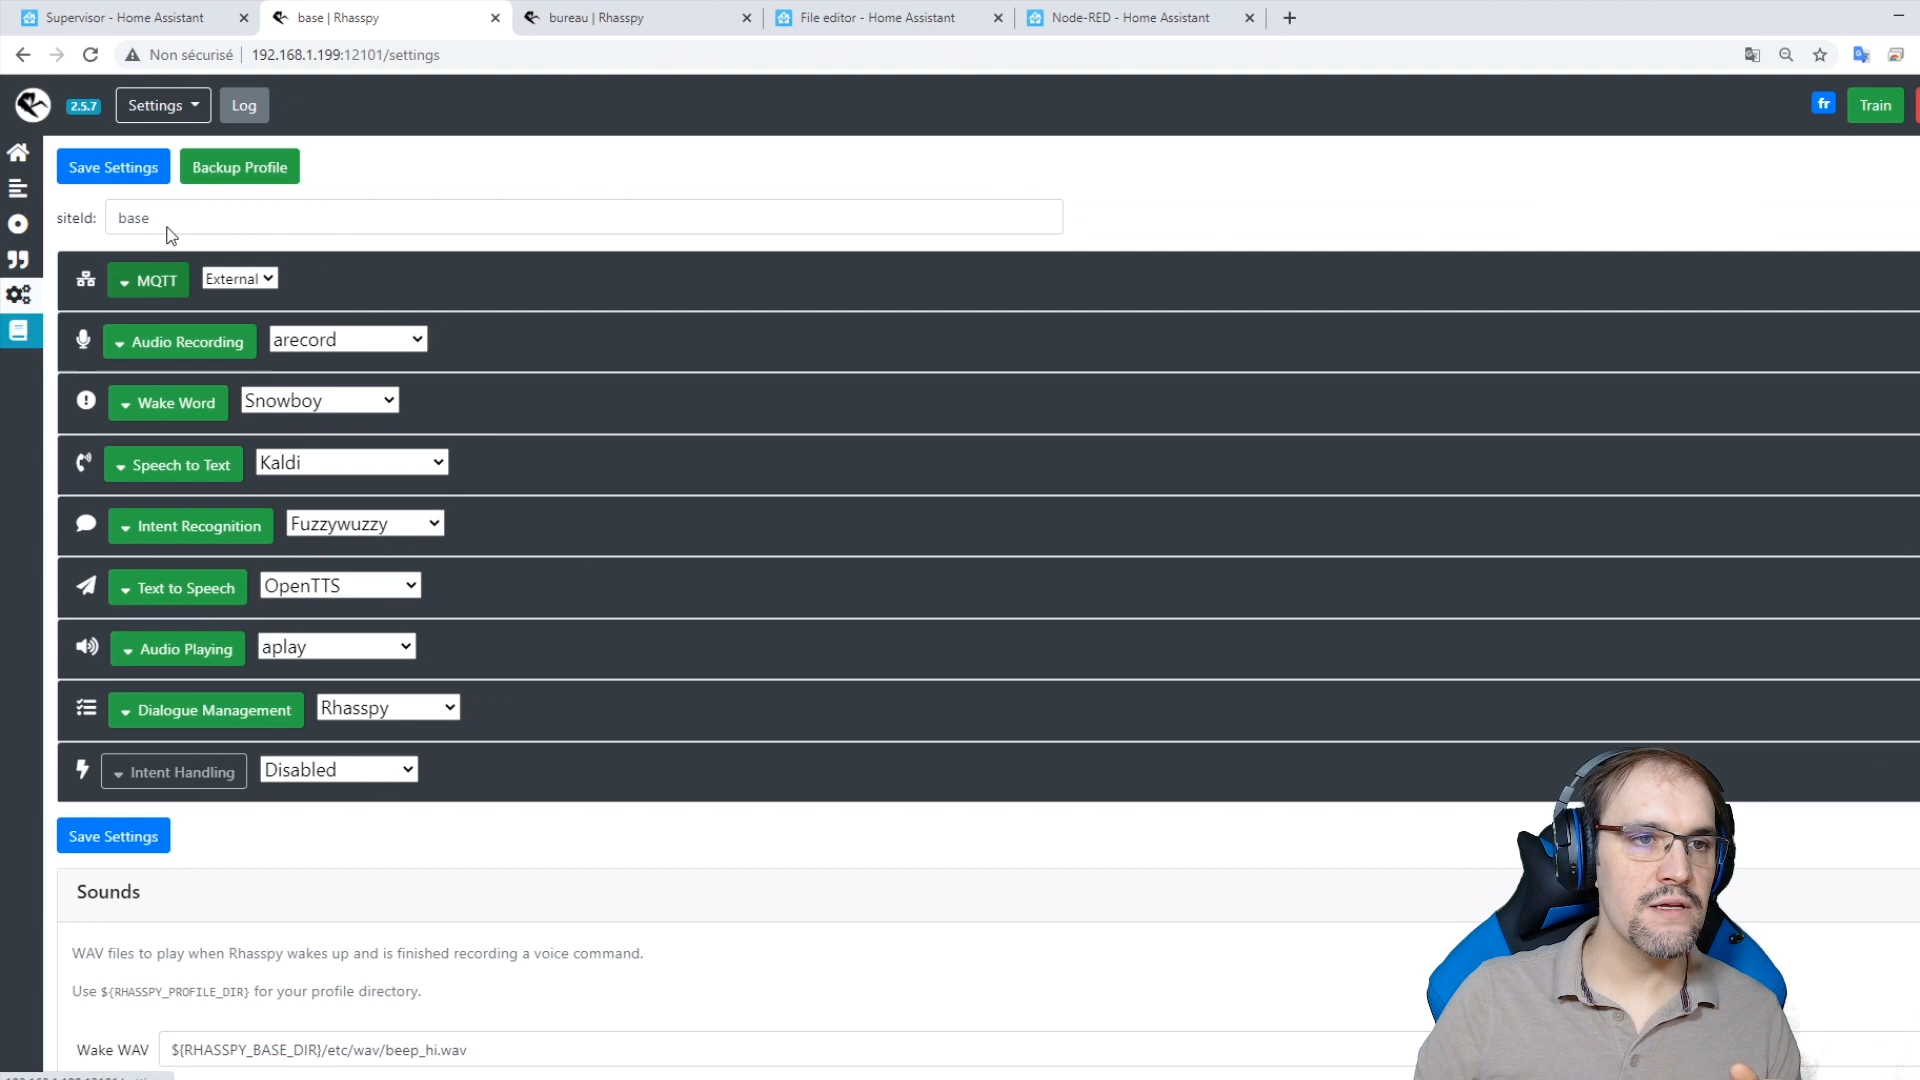 Supervisor - Home Assistant
base | Rhasspy
bureau | Rhasspy
File editor - Home Assistant
Node-RED - Home Assistant
Non sécurisé
192.168.1.199:12101/settings
2.5.7
Settings
Log
fr
Train
Save Settings
Backup Profile
siteId:
base
MQTT
External
Audio Recording
arecord
Wake Word
Snowboy
Speech to Text
Kaldi
Intent Recognition
Fuzzywuzzy
Text to Speech
OpenTTS
Audio Playing
aplay
Dialogue Management
Rhasspy
Intent Handling
Disabled
Save Settings
Sounds
WAV files to play when Rhasspy wakes up and is finished recording a voice command.
Use ${RHASSPY_PROFILE_DIR} for your profile directory.
Wake WAV
${RHASSPY_BASE_DIR}/etc/wav/beep_hi.wav